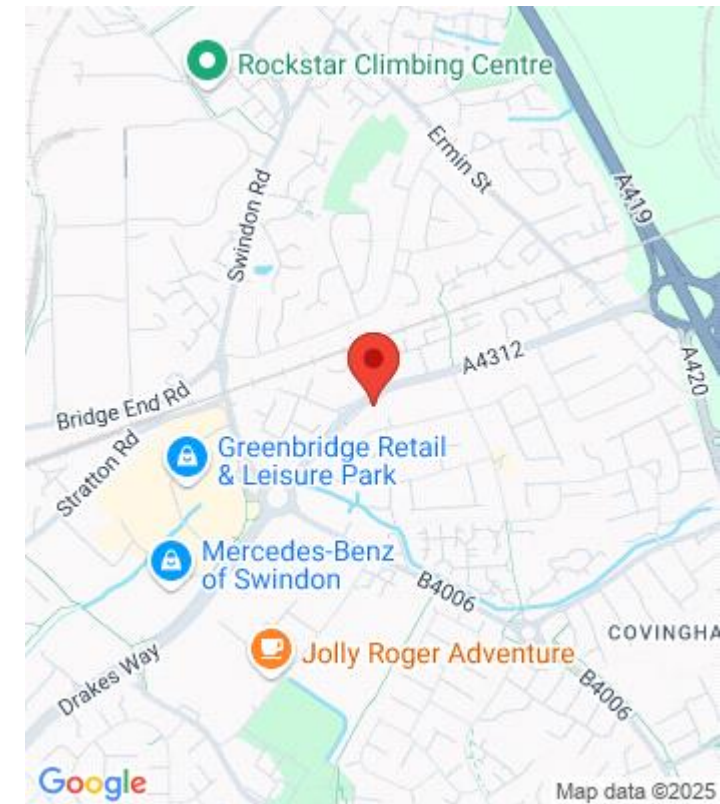 Rockstar Climbing Centre
Ermin St
A419
Swindon Rd
A4312
A420
Bridge End Rd
Stratton Rd
Greenbridge Retail
& Leisure Park
Mercedes-Benz
of Swindon
B4006
COVINGHA
Jolly Roger Adventure
B4006
Drakes Way
Google
Map data ©2025